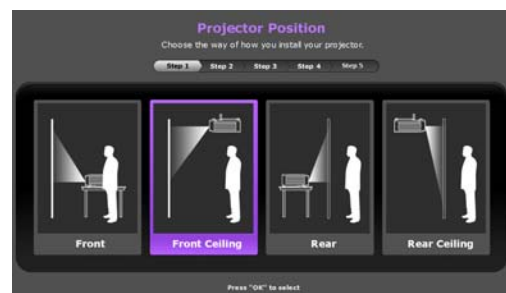 Projector Position
Choose the way of how you install your projector.
Step 1 Step 2 Step 3 Step 4 Step 5
Front Front Ceiling Rear Rear Ceiling
Press "OK" to select